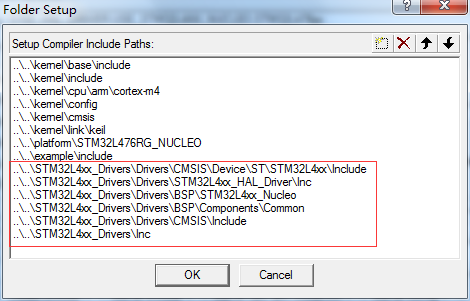 Folder Setup
?
Setup Compiler Include Paths:
..\..\kernel\base\include
..\..\kernel\include
..\..\kernel\cpu\arm\cortex-m4
..\..\kernel\config
..\..\kernel\cmsis
..\..\kernel\link\keil
..\..\platform\STM32L476RG_NUCLEO
..\..\example\include
..\..\STM32L4xx_Drivers\Drivers\CMSIS\Device\ST\STM32L4xx\Include
..\..\STM32L4xx_Drivers\Drivers\STM32L4xx_HAL_Driver\Inc
..\..\STM32L4xx_Drivers\Drivers\BSP\STM32L4xx_Nucleo
..\..\STM32L4xx_Drivers\Drivers\BSP\Components\Common
..\..\STM32L4xx_Drivers\Drivers\CMSIS\Include
..\..\STM32L4xx_Drivers\Inc
OK Cancel